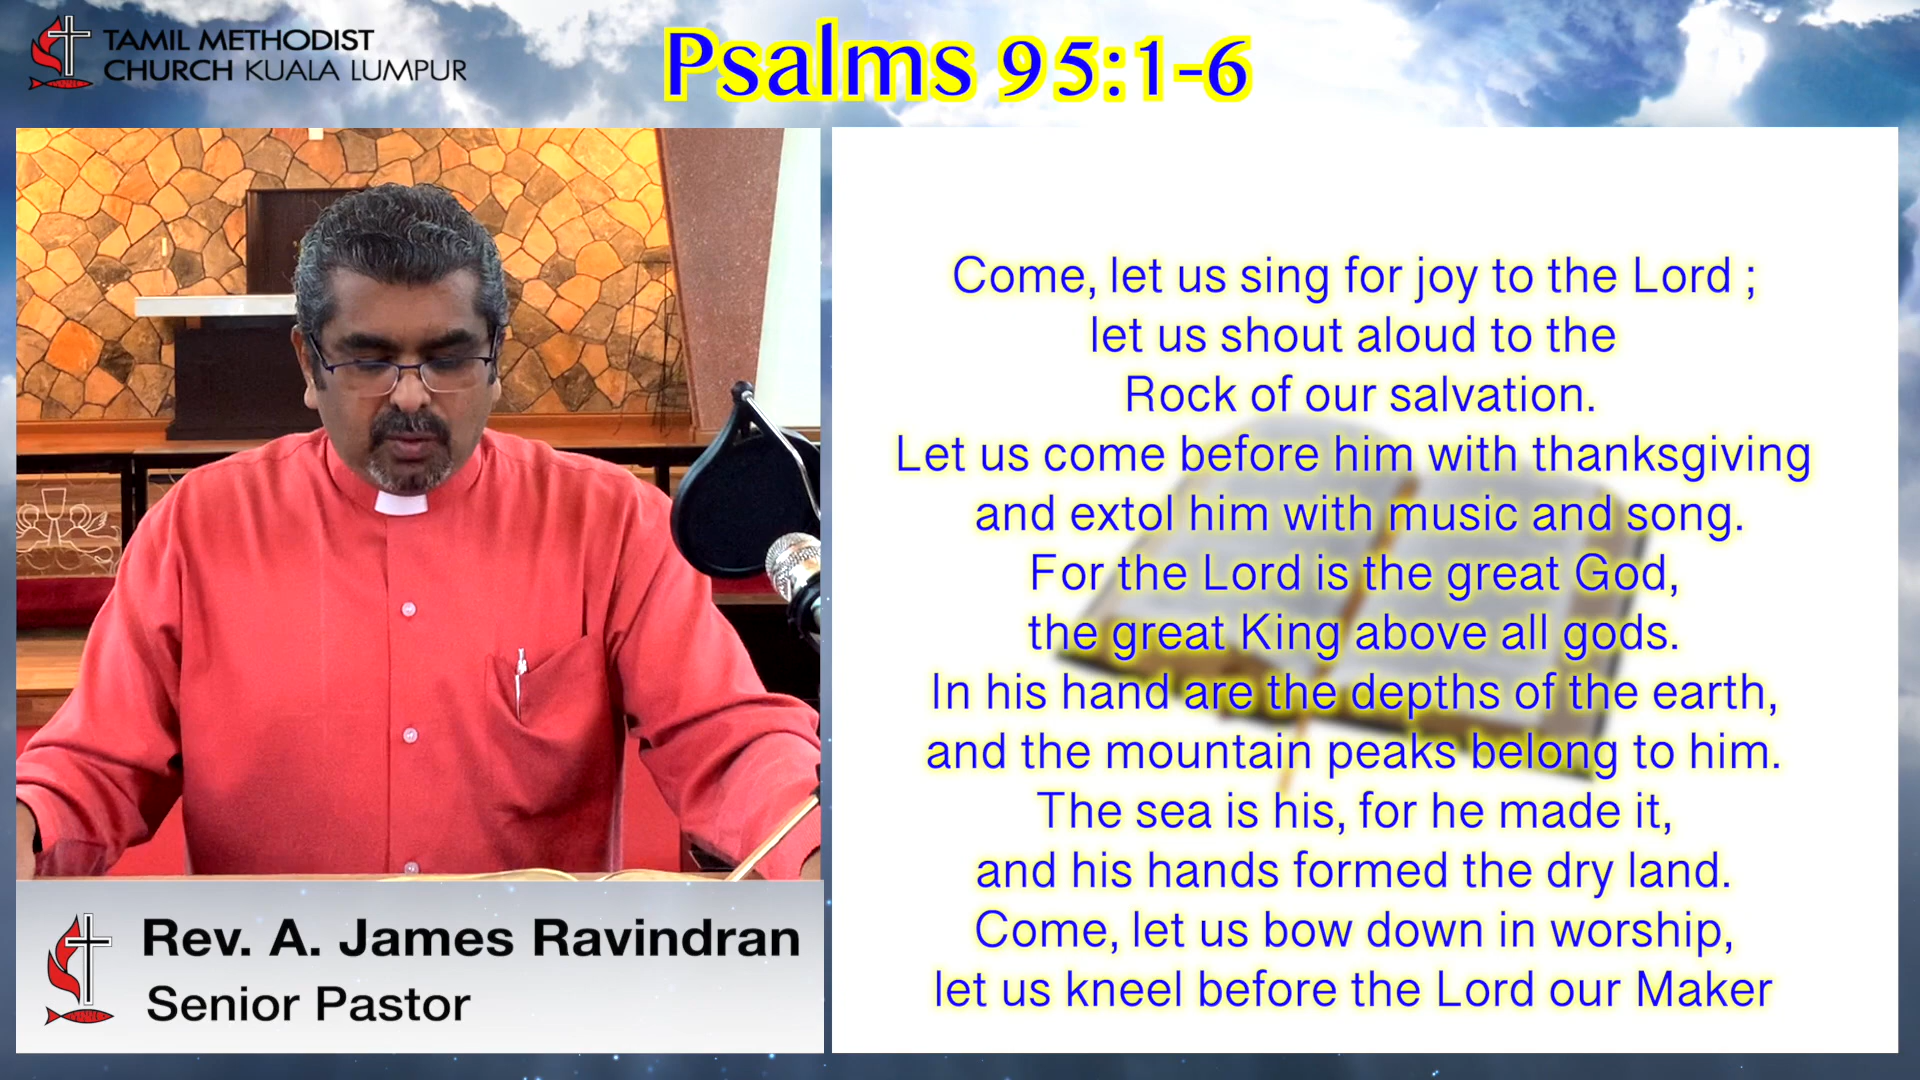 TAMIL METHODIST
CHURCH KUALA LUMPUR
Psalms 95:1-6
Come, let us sing for joy to the Lord ;
let us shout aloud to the
Rock of our salvation.
Let us come before him with thanksgiving
and extol him with music and song.
For the Lord is the great God,
the great King above all gods.
In his hand are the depths of the earth,
and the mountain peaks belong to him.
The sea is his, for he made it,
and his hands formed the dry land.
Come, let us bow down in worship,
let us kneel before the Lord our Maker
Rev. A. James Ravindran
Senior Pastor